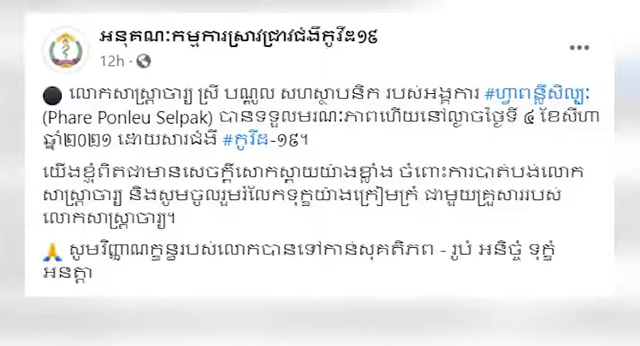 អនុគណៈកម្មការស្រាវជ្រាវជំងឺកូវីដ១៩
12h ·
លោកសាស្ត្រាចារ្យ ស្រី បណ្ដូល សហស្ថាបនិក របស់អង្គការ #ហ្វាពន្លឺសិល្បៈ
(Phare Ponleu Selpak) បានទទួលមរណៈភាពហើយនៅល្ងាចថ្ងៃទី ៤ ខែសីហា
ឆ្នាំ២០២១ ដោយសារជំងឺ #កូវីដ-១៩។
យើងខ្ញុំពិតជាមានសេចក្ដីសោកស្ដាយយ៉ាងខ្លាំង ចំពោះការបាត់បង់លោក
សាស្ត្រាចារ្យ និងសូមចូលរួមរំលែកទុក្ខយ៉ាងក្រៀមក្រំ ជាមួយគ្រួសាររបស់
លោកសាស្ត្រាចារ្យ។
🙏 សូមវិញ្ញាណក្ខន្ធរបស់លោកបានទៅកាន់សុគតិភព - រូបំ អនិច្ចំ ទុក្ខំ
អនត្តា